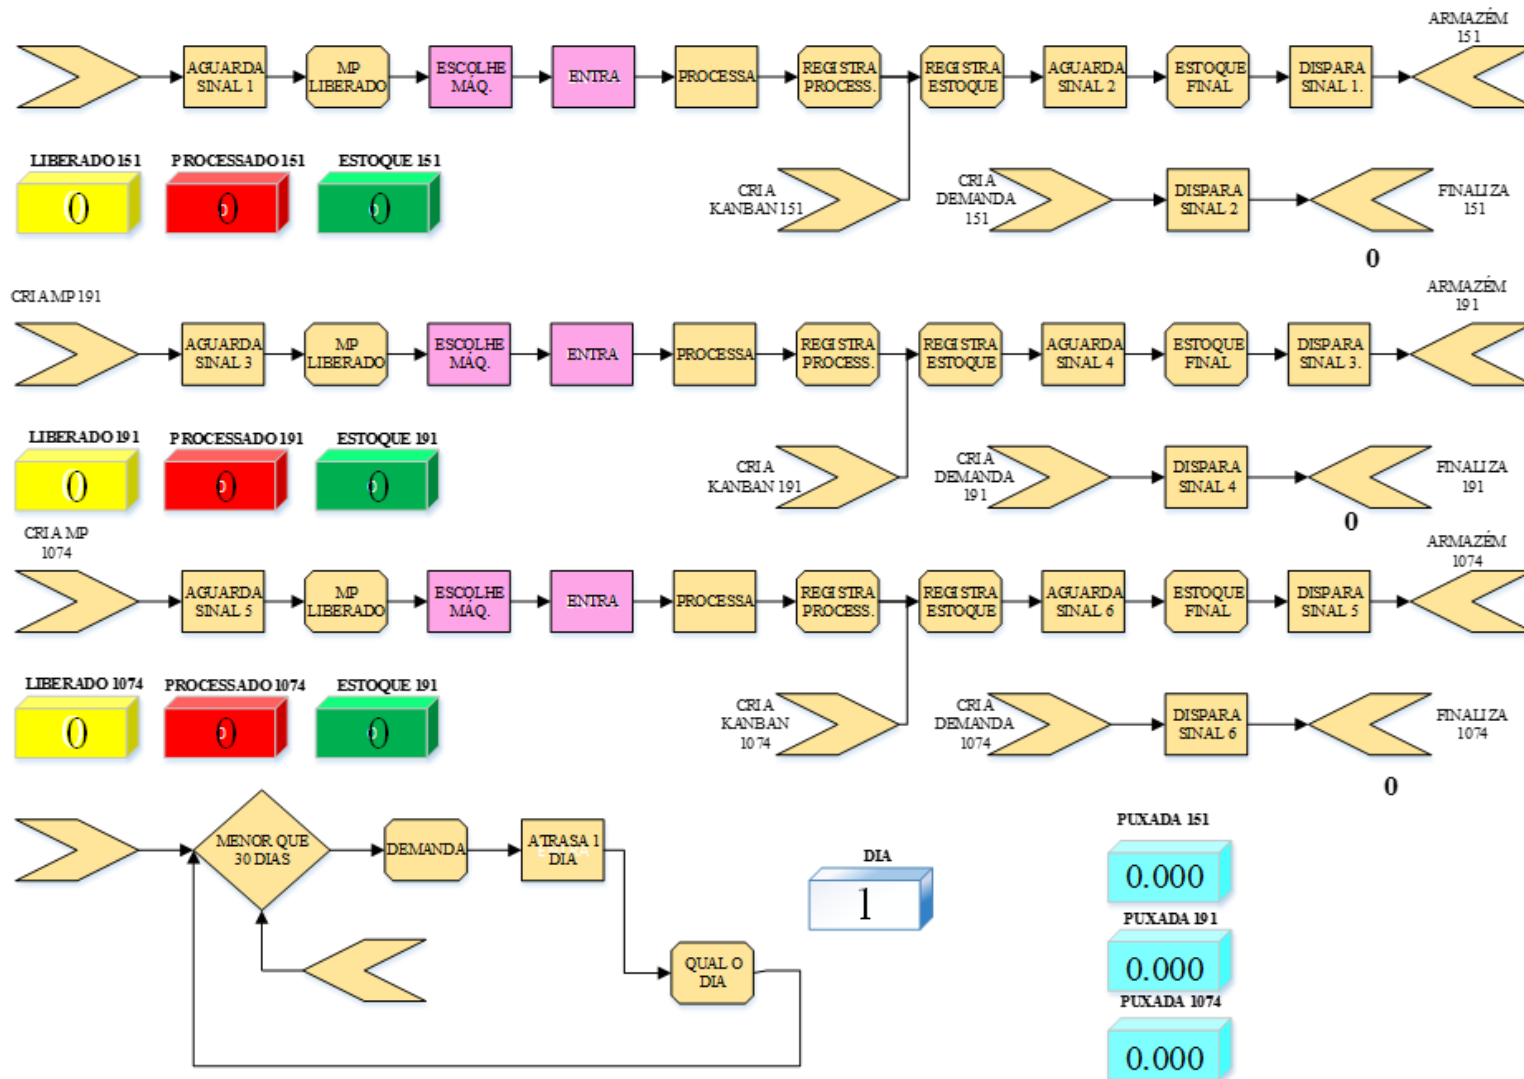 ARMAZÉM
151
AGUARDA
SINAL 1
MP
LIBERADO
ESCOLHE
MÁQ.
ENTRA
PROCESSA
REGISTRA
PROCESS.
REGISTRA
ESTOQUE
AGUARDA
SINAL 2
ESTOQUE
FINAL
DISPARA
SINAL 1.
LIBERADO 151
PROCESSADO 151
ESTOQUE 151
0
0
0
CRIA
KANBAN 151
CRIA
DEMANDA
151
DISPARA
SINAL 2
FINALIZA
151
0
CRIA MP 191
ARMAZÉM
191
AGUARDA
SINAL 3
MP
LIBERADO
ESCOLHE
MÁQ.
ENTRA
PROCESSA
REGISTRA
PROCESS.
REGISTRA
ESTOQUE
AGUARDA
SINAL 4
ESTOQUE
FINAL
DISPARA
SINAL 3.
LIBERADO 191
PROCESSADO 191
ESTOQUE 191
0
0
0
CRIA
KANBAN 191
CRIA
DEMANDA
191
DISPARA
SINAL 4
FINALIZA
191
0
CRIA MP
1074
ARMAZÉM
1074
AGUARDA
SINAL 5
MP
LIBERADO
ESCOLHE
MÁQ.
ENTRA
PROCESSA
REGISTRA
PROCESS.
REGISTRA
ESTOQUE
AGUARDA
SINAL 6
ESTOQUE
FINAL
DISPARA
SINAL 5
LIBERADO 1074
PROCESSADO 1074
ESTOQUE 191
0
0
0
CRIA
KANBAN
1074
CRIA
DEMANDA
1074
DISPARA
SINAL 6
FINALIZA
1074
0
MENOR QUE
30 DIAS
DEMANDA
ATRASA 1
DIA
QUAL O
DIA
DIA
1
PUXADA 151
0.000
PUXADA 191
0.000
PUXADA 1074
0.000